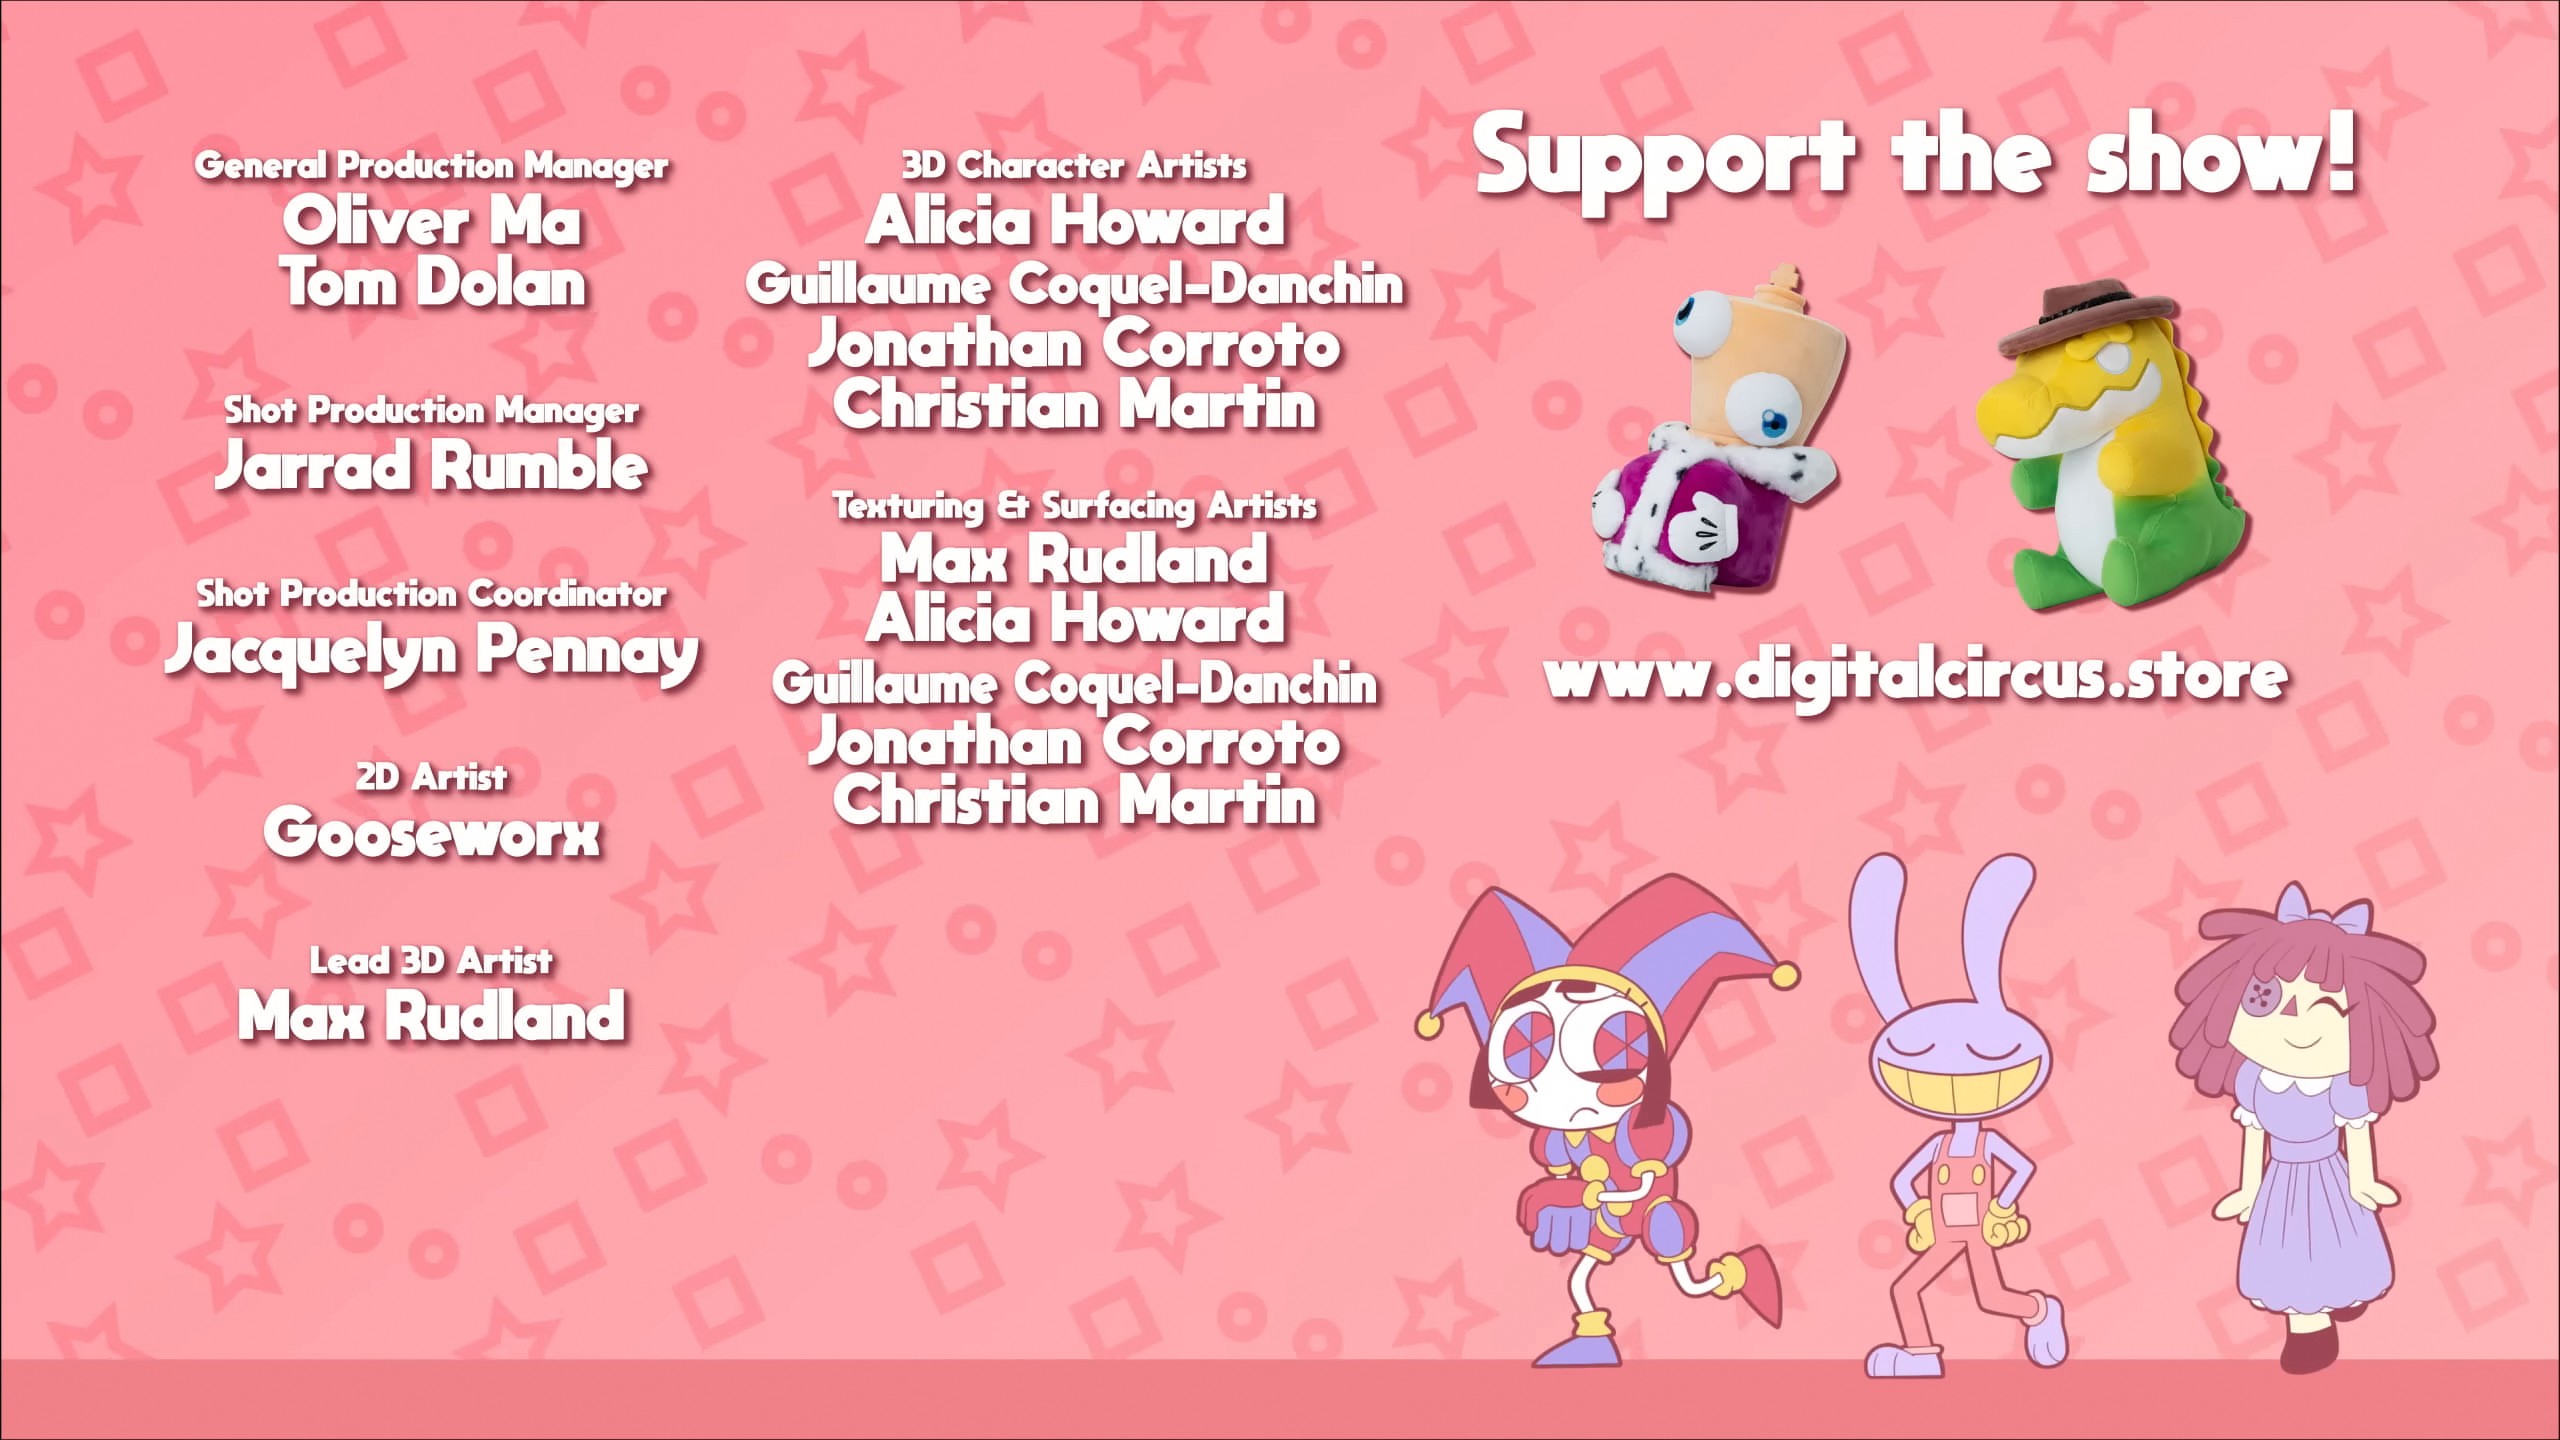 General Production Manager
Oliver Ma
Tom Dolan
Shot Production Manager
Jarrad Rumble
Shot Production Coordinator
Jacquelyn Pennay
2D Artist
Gooseworx
Lead 3D Artist
Max Rudland
3D Character Artists
Alicia Howard
Guillaume Coquel-Danchin
Jonathan Corroto
Christian Martin
Texturing & Surfacing Artists
Max Rudland
Alicia Howard
Guillaume Coquel-Danchin
Jonathan Corroto
Christian Martin
Support the show!
www.digitalcircus.store